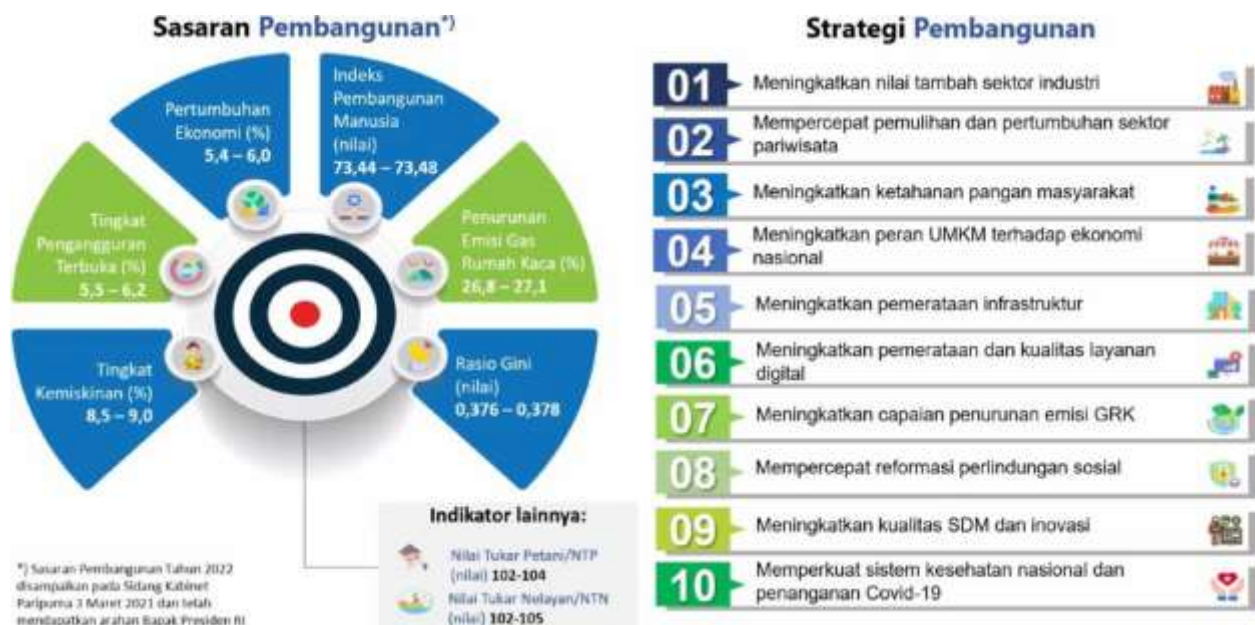 Sasaran Pembangunan*)
Pertumbuhan
Ekonomi (%)
5,4 – 6,0
Indeks
Pembangunan
Manusia
(nilai)
73,44 – 73,48
Tingkat
Pengangguran
Terbuka (%)
5,5 – 6,2
Penurunan
Emisi Gas
Rumah Kaca (%)
26,8 – 27,1
Tingkat
Kemiskinan (%)
8,5 – 9,0
Rasio Gini
(nilai)
0,376 – 0,378
Indikator lainnya:
Nilai Tukar Petani/NTP
(nilai) 102-104
Nilai Tukar Nelayan/NTN
(nilai) 102-105
*) Sasaran Pembangunan Tahun 2022
disampaikan pada Sidang Kabinet
Paripurna 3 Maret 2021 dan telah
mendapatkan arahan Bapak Presiden RI
Strategi Pembangunan
01 Meningkatkan nilai tambah sektor industri
02 Mempercepat pemulihan dan pertumbuhan sektor
pariwisata
03 Meningkatkan ketahanan pangan masyarakat
04 Meningkatkan peran UMKM terhadap ekonomi
nasional
05 Meningkatkan pemerataan infrastruktur
06 Meningkatkan pemerataan dan kualitas layanan
digital
07 Meningkatkan capaian penurunan emisi GRK
08 Mempercepat reformasi perlindungan sosial
09 Meningkatkan kualitas SDM dan inovasi
10 Memperkuat sistem kesehatan nasional dan
penanganan Covid-19